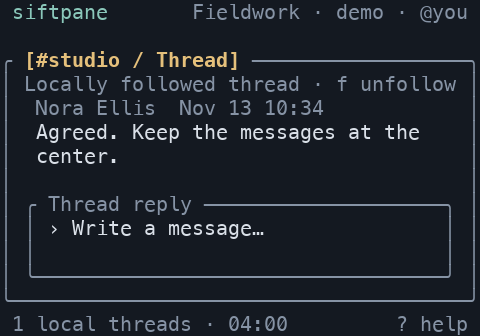 siftpane Fieldwork · demo · @you
[#studio / Thread]
Locally followed thread · f unfollow
Nora Ellis Nov 13 10:34
Agreed. Keep the messages at the
center.
Thread reply
› Write a message…
1 local threads · 04:00 ? help